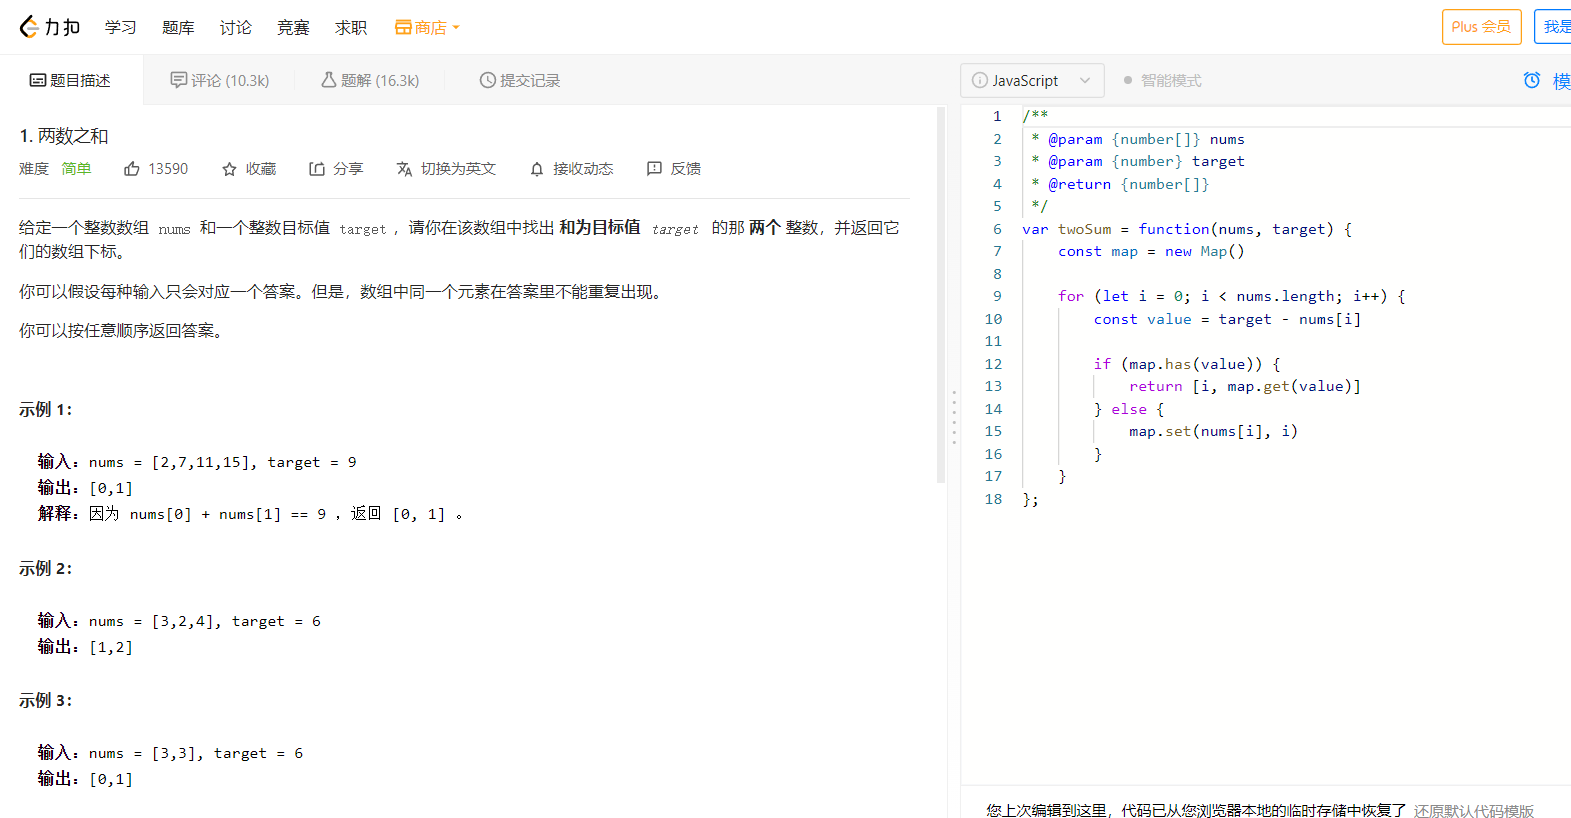 力扣 学习 题库 讨论 竞赛 求职 商店 Plus 会员 我是
题目描述 评论 (10.3k) 题解 (16.3k) 提交记录
1. 两数之和
难度 简单 13590 收藏 分享 切换为英文 接收动态 反馈
给定一个整数数组 nums 和一个整数目标值 target，请你在该数组中找出 和为目标值 target 的那 两个 整数，并返回它
们的数组下标。
你可以假设每种输入只会对应一个答案。但是，数组中同一个元素在答案里不能重复出现。
你可以按任意顺序返回答案。
示例 1：
输入：nums = [2,7,11,15], target = 9
输出：[0,1]
解释：因为 nums[0] + nums[1] == 9 ，返回 [0, 1] 。
示例 2：
输入：nums = [3,2,4], target = 6
输出：[1,2]
示例 3：
输入：nums = [3,3], target = 6
输出：[0,1]
JavaScript 智能模式 模
1 /**
2 * @param {number[]} nums
3 * @param {number} target
4 * @return {number[]}
5 */
6 var twoSum = function(nums, target) {
7 const map = new Map()
8
9 for (let i = 0; i < nums.length; i++) {
10 const value = target - nums[i]
11
12 if (map.has(value)) {
13 return [i, map.get(value)]
14 } else {
15 map.set(nums[i], i)
16 }
17 }
18 };
您上次编辑到这里，代码已从您浏览器本地的临时存储中恢复了 还原默认代码模版